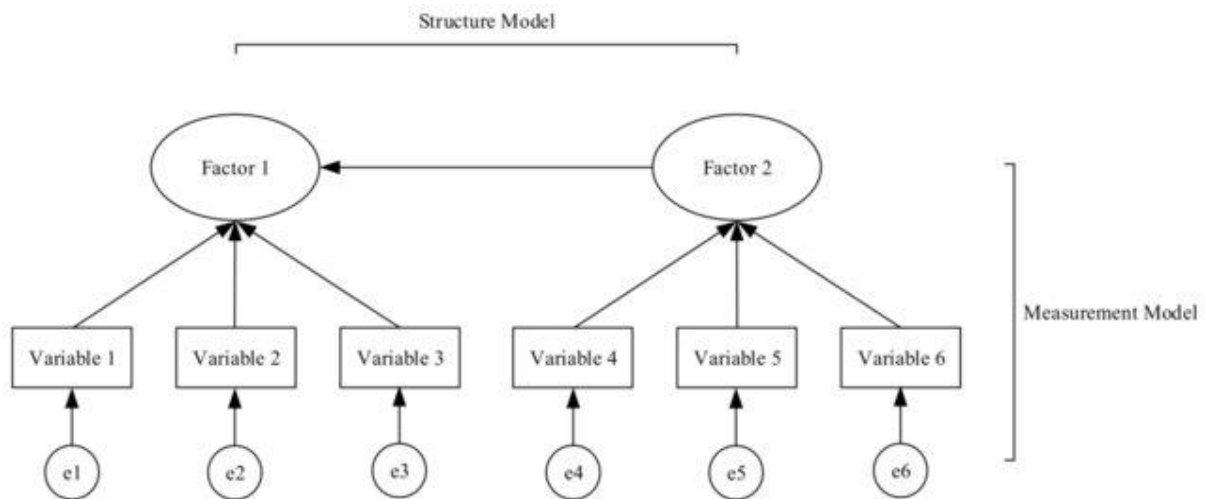 Structure Model
Factor 1
Factor 2
Measurement Model
Variable 1
Variable 2
Variable 3
Variable 4
Variable 5
Variable 6
e1
e2
e3
e4
e5
e6